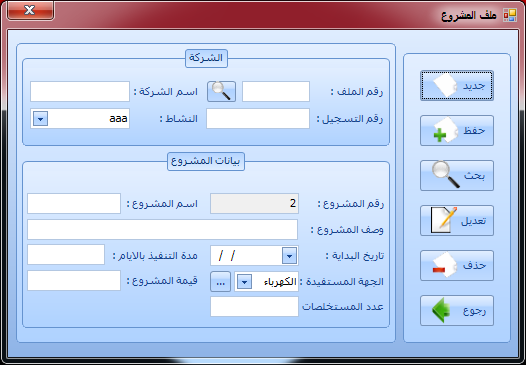 ملف المشروع
الشركة
رقم الملف :
اسم الشركة :
رقم التسجيل :
النشاط :
aaa
بيانات المشروع
رقم المشروع :
2
اسم المشروع :
وصف المشروع :
تاريخ البداية :
/ /
مدة التنفيذ بالايام :
الجهة المستفيدة :
الكهرباء
...
قيمة المشروع :
عدد المستخلصات
جديد
حفظ
بحث
تعديل
حذف
رجوع